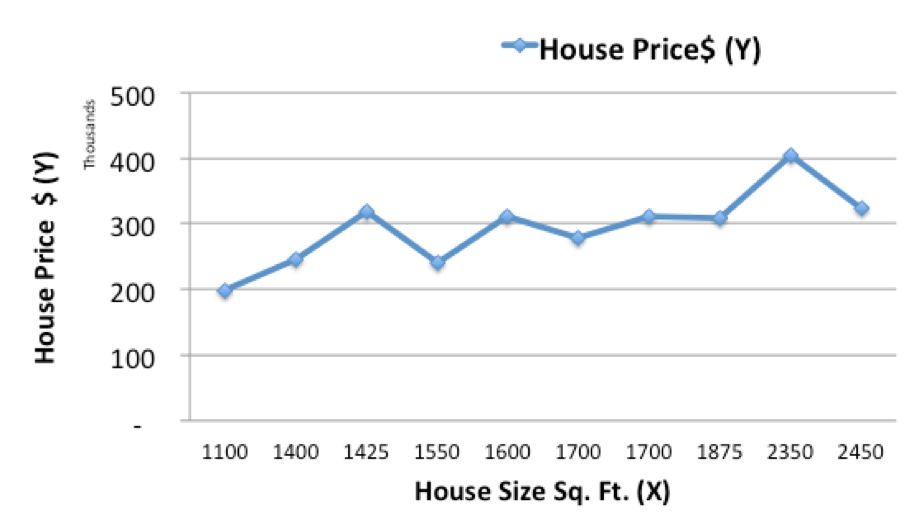 House Price$ (Y)
House Price $ (Y)
Thousands
500
400
300
200
100
-
1100 1400 1425 1550 1600 1700 1700 1875 2350 2450
House Size Sq. Ft. (X)